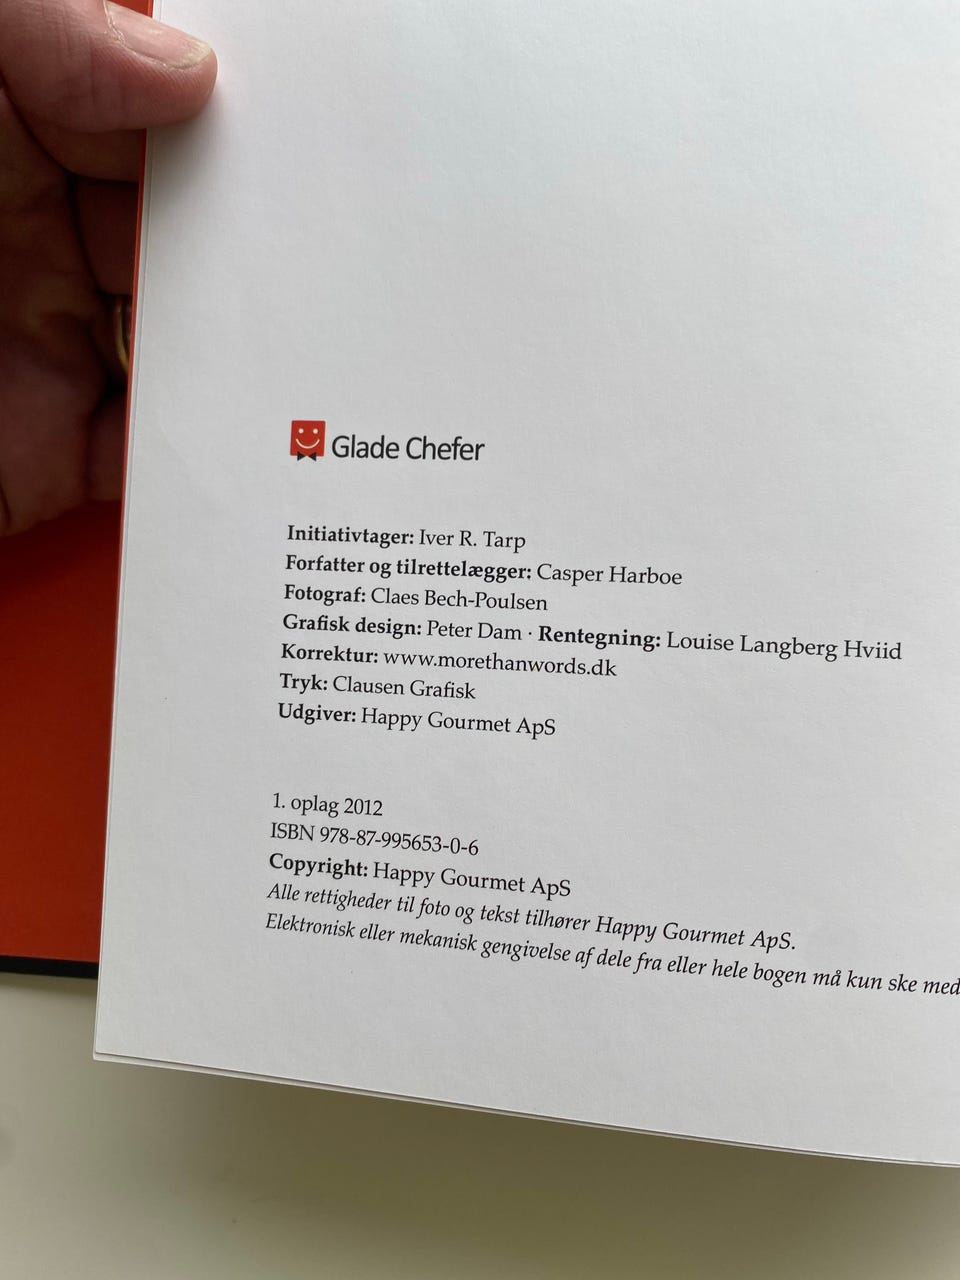 Glade Chefer
Initiativtager: Iver R. Tarp
Forfatter og tilrettelægger: Casper Harboe
Fotograf: Claes Bech-Poulsen
Grafisk design: Peter Dam · Rentegning: Louise Langberg Hviid
Korrektur: www.morethanwords.dk
Tryk: Clausen Grafisk
Udgiver: Happy Gourmet ApS
1. oplag 2012
ISBN 978-87-995653-0-6
Copyright: Happy Gourmet ApS
Alle rettigheder til foto og tekst tilhører Happy Gourmet ApS.
Elektronisk eller mekanisk gengivelse af dele fra eller hele bogen må kun ske med